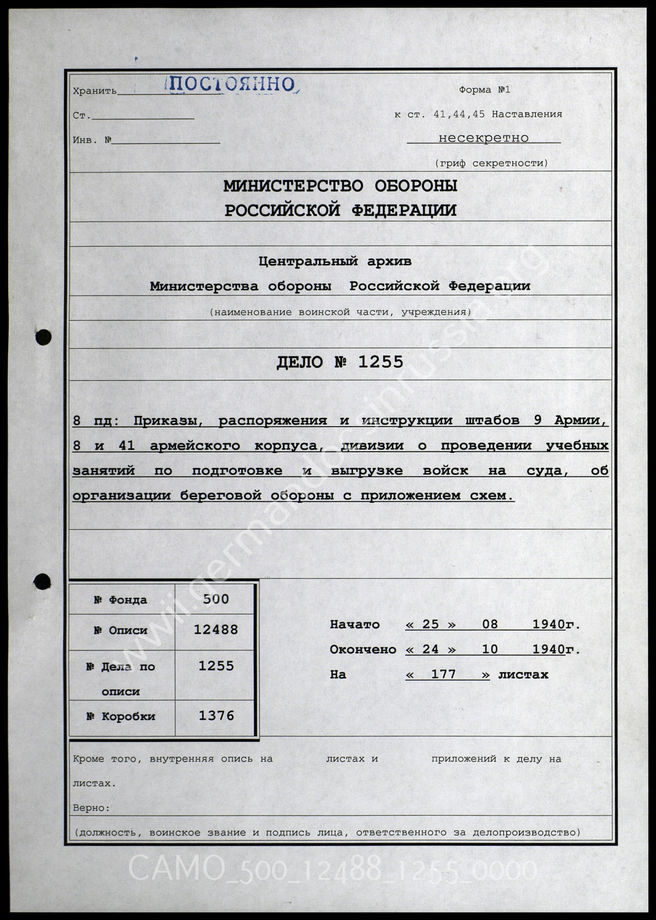 Хранить ПОСТОЯННО
Форма №1
Ст.
к ст. 41,44,45 Наставления
Инв. №
несекретно
(гриф секретности)
МИНИСТЕРСТВО ОБОРОНЫ
РОССИЙСКОЙ ФЕДЕРАЦИИ
Центральный архив
Министерства обороны Российской Федерации
(наименование воинской части, учреждения)
ДЕЛО № 1255
8 пд: Приказы, распоряжения и инструкции штабов 9 Армии,
8 и 41 армейского корпуса, дивизии о проведении учебных
занятий по подготовке и выгрузке войск на суда, об
организации береговой обороны с приложением схем.
№ Фонда 500
№ Описи 12488
№ Дела по описи 1255
№ Коробки 1376
Начато « 25 » 08 1940г.
Окончено « 24 » 10 1940г.
На « 177 » листах
Кроме того, внутренняя опись на листах и приложений к делу на
листах.
Верно:
(должность, воинское звание и подпись лица, ответственного за делопроизводство)
www.germandocsinrussia.org
CAMO_500_12488_1255_0000